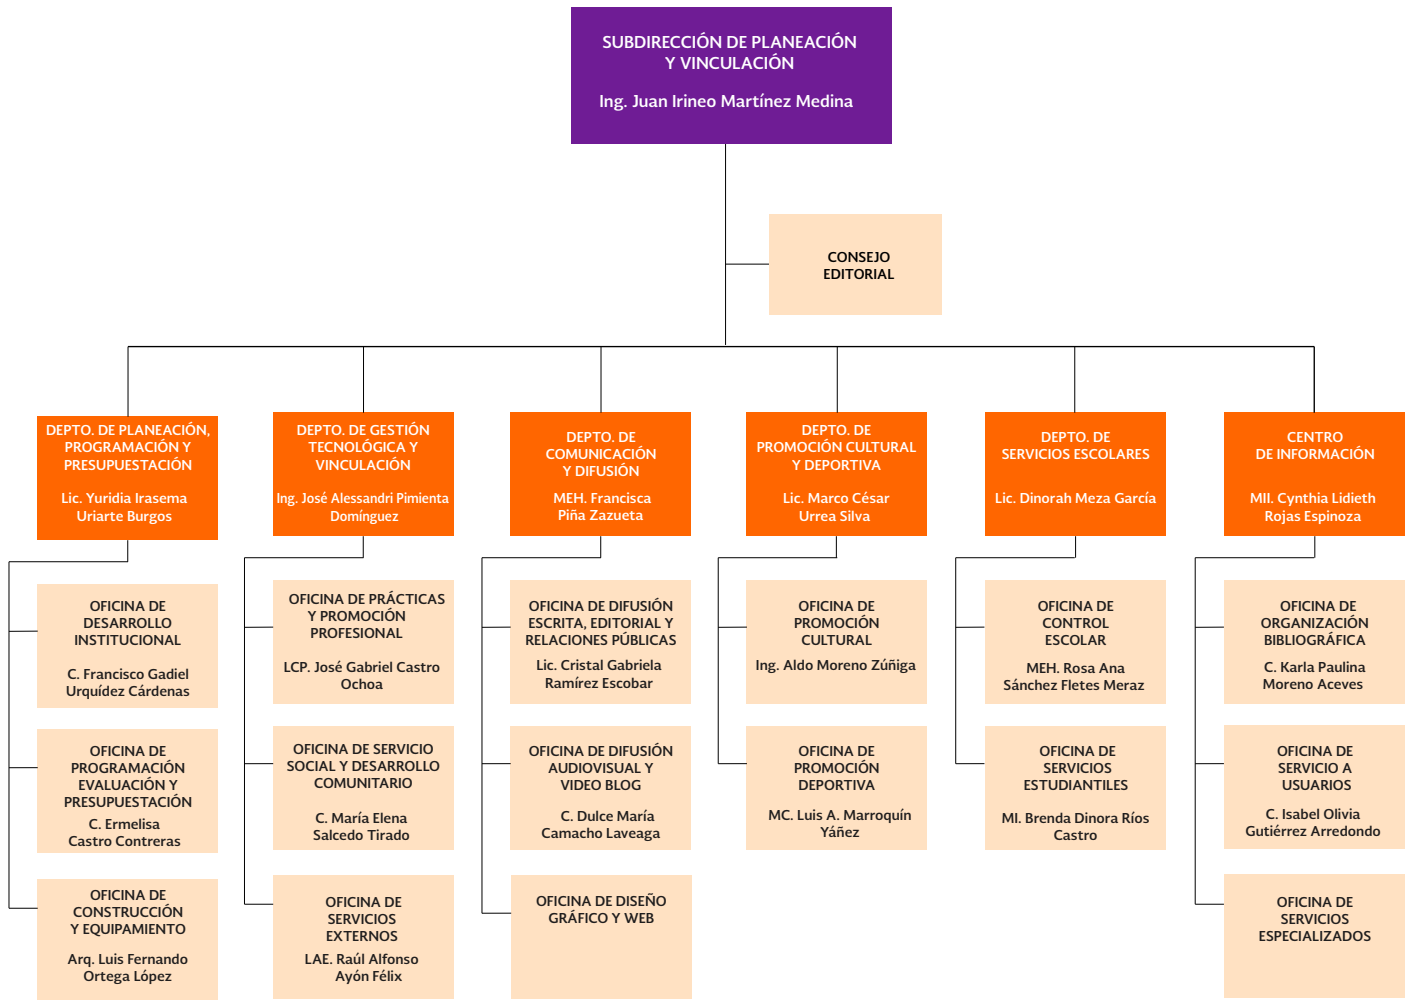 SUBDIRECCIÓN DE PLANEACIÓN
Y VINCULACIÓN
Ing. Juan Irineo Martínez Medina
CONSEJO
EDITORIAL
DEPTO. DE PLANEACIÓN,
PROGRAMACIÓN Y
PRESUPUESTACIÓN
Lic. Yuridia Irasema
Uriarte Burgos
DEPTO. DE GESTIÓN
TECNOLÓGICA Y
VINCULACIÓN
Ing. José Alessandri Pimienta
Domínguez
DEPTO. DE
COMUNICACIÓN
Y DIFUSIÓN
MEH. Francisca
Piña Zazueta
DEPTO. DE
PROMOCIÓN CULTURAL
Y DEPORTIVA
Lic. Marco César
Urrea Silva
DEPTO. DE
SERVICIOS ESCOLARES
Lic. Dinorah Meza García
CENTRO
DE INFORMACIÓN
MII. Cynthia Lidieth
Rojas Espinoza
OFICINA DE
DESARROLLO
INSTITUCIONAL
C. Francisco Gadiel
Urquídez Cárdenas
OFICINA DE PRÁCTICAS
Y PROMOCIÓN
PROFESIONAL
LCP. José Gabriel Castro
Ochoa
OFICINA DE DIFUSIÓN
ESCRITA, EDITORIAL Y
RELACIONES PÚBLICAS
Lic. Cristal Gabriela
Ramírez Escobar
OFICINA DE
PROMOCIÓN
CULTURAL
Ing. Aldo Moreno Zúñiga
OFICINA DE
CONTROL
ESCOLAR
MEH. Rosa Ana
Sánchez Fletes Meraz
OFICINA DE
ORGANIZACIÓN
BIBLIOGRÁFICA
C. Karla Paulina
Moreno Aceves
OFICINA DE
PROGRAMACIÓN
EVALUACIÓN Y
PRESUPUESTACIÓN
C. Ermelisa
Castro Contreras
OFICINA DE SERVICIO
SOCIAL Y DESARROLLO
COMUNITARIO
C. María Elena
Salcedo Tirado
OFICINA DE DIFUSIÓN
AUDIOVISUAL Y
VIDEO BLOG
C. Dulce María
Camacho Laveaga
OFICINA DE
PROMOCIÓN
DEPORTIVA
MC. Luis A. Marroquín
Yáñez
OFICINA DE
SERVICIOS
ESTUDIANTILES
MI. Brenda Dinora Ríos
Castro
OFICINA DE
SERVICIO A
USUARIOS
C. Isabel Olivia
Gutiérrez Arredondo
OFICINA DE
CONSTRUCCIÓN
Y EQUIPAMIENTO
Arq. Luis Fernando
Ortega López
OFICINA DE
SERVICIOS
EXTERNOS
LAE. Raúl Alfonso
Ayón Félix
OFICINA DE DISEÑO
GRÁFICO Y WEB
OFICINA DE
SERVICIOS
ESPECIALIZADOS